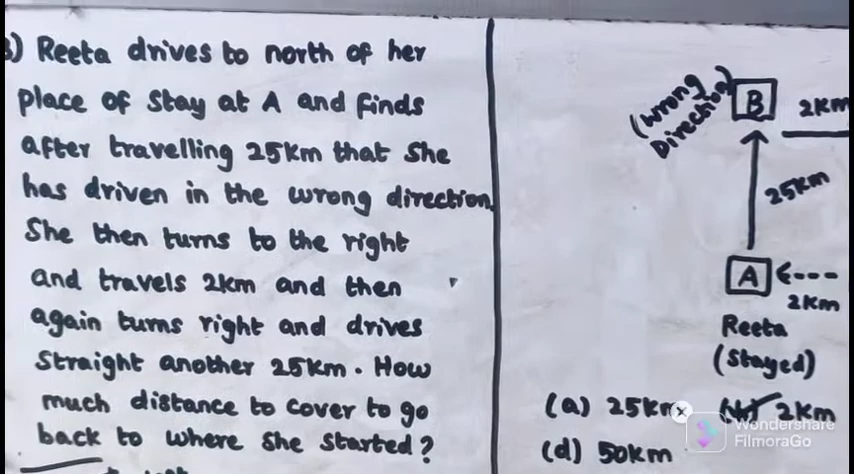 3) Reeta drives to north of her
place of stay at A and finds
after travelling 25km that she
has driven in the wrong direction.
She then turns to the right
and travels 2km and then
again turns right and drives
straight another 25km. How
much distance to cover to go
back to where she started?
(wrong
Direction)
B
2km
25km
A
2km
Reeta
(Stayed)
(a) 25km
2km
(d) 50km
Wondershare
FilmoraGo